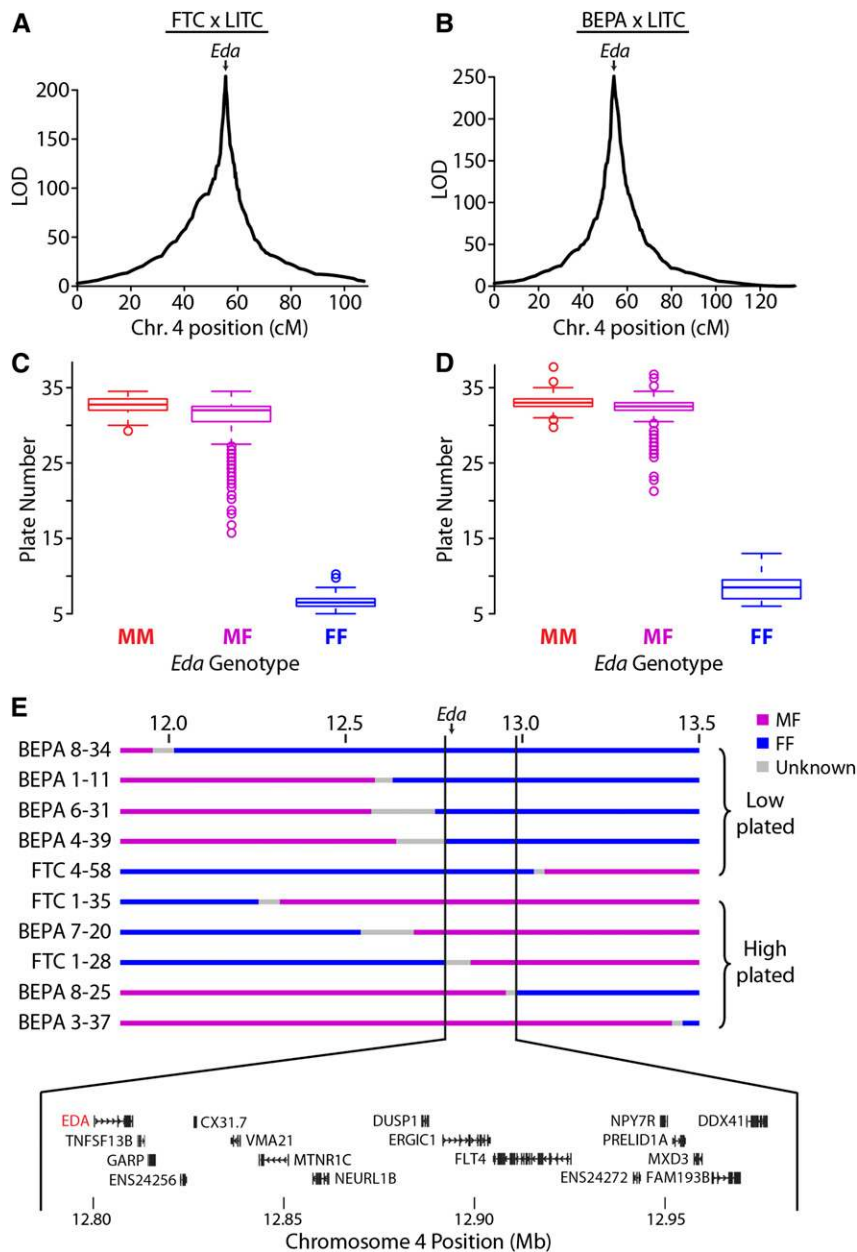 A
FTC x LITC
Eda
LOD
200
150
100
50
0
0 20 40 60 80 100
Chr. 4 position (cM)
B
BEPA x LITC
Eda
LOD
250
200
150
100
50
0
0 20 40 60 80 120
Chr. 4 position (cM)
C
Plate Number
35
25
15
5
MM MF FF
Eda Genotype
D
Plate Number
35
25
15
5
MM MF FF
Eda Genotype
E
Eda
12.0 12.5 13.0 13.5
MF
FF
Unknown
BEPA 8-34
BEPA 1-11
BEPA 6-31
BEPA 4-39
FTC 4-58
Low plated
FTC 1-35
BEPA 7-20
FTC 1-28
BEPA 8-25
BEPA 3-37
High plated
EDA CX31.7 DUSP1 NPY7R DDX41
TNFSF13B VMA21 ERGIC1 PRELID1A
GARP MTNR1C FLT4 MXD3
ENS24256 NEURL1B ENS24272 FAM193B
12.80 12.85 12.90 12.95
Chromosome 4 Position (Mb)